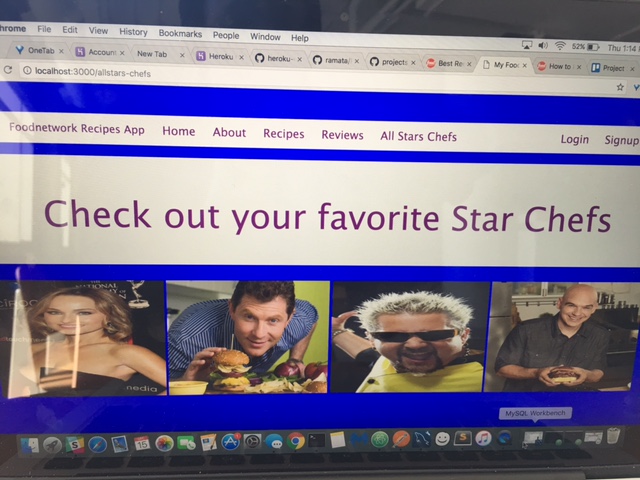 hrome File Edit View History Bookmarks People Window Help 52% Thu 1:14
OneTab Account New Tab Heroku heroku- ramata/ projects Best Re My Foo How to Project
localhost:3000/allstars-chefs
Foodnetwork Recipes App Home About Recipes Reviews All Stars Chefs Login Signup
Check out your favorite Star Chefs
media
MySQL Workbench
15